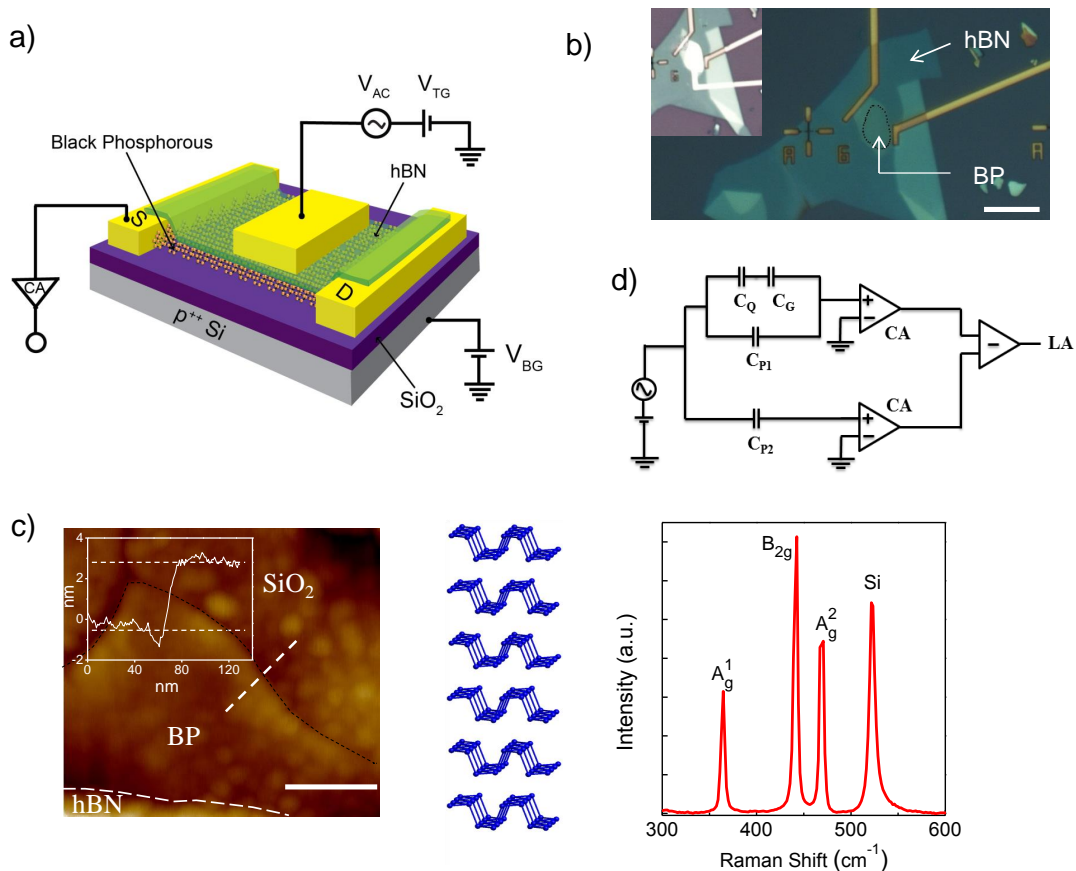 a)
V_AC
V_TG
Black Phosphorous
hBN
S
CA
D
p⁺⁺ Si
V_BG
SiO₂
b)
hBN
R
G
BP
d)
C_Q
C_G
+
−
CA
C_P1
−
LA
CA
+
−
C_P2
c)
4
2
0
-2
nm
0
40
80
120
nm
SiO₂
BP
hBN
Intensity (a.u.)
A_g^1
B_2g
A_g^2
Si
300
400
500
600
Raman Shift (cm⁻¹)